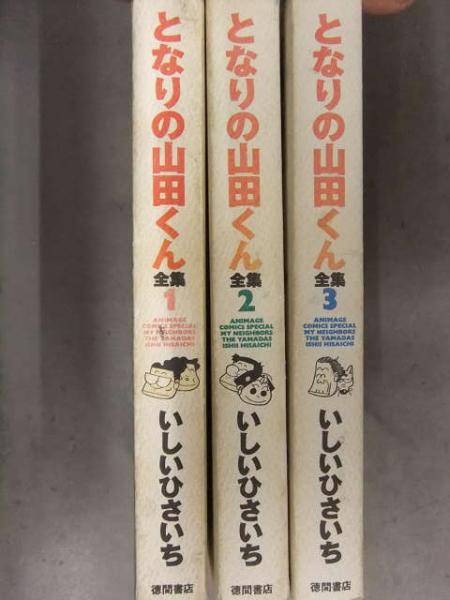 となりの山田くん
全集
1
ANIMAGE
COMICS SPECIAL
MY NEIGHBORS
THE YAMADAS
ISHII HISAICHI
いしいひさいち
徳間書店
となりの山田くん
全集
2
ANIMAGE
COMICS SPECIAL
MY NEIGHBORS
THE YAMADAS
ISHII HISAICHI
いしいひさいち
徳間書店
となりの山田くん
全集
3
ANIMAGE
COMICS SPECIAL
MY NEIGHBORS
THE YAMADAS
ISHII HISAICHI
いしいひさいち
徳間書店